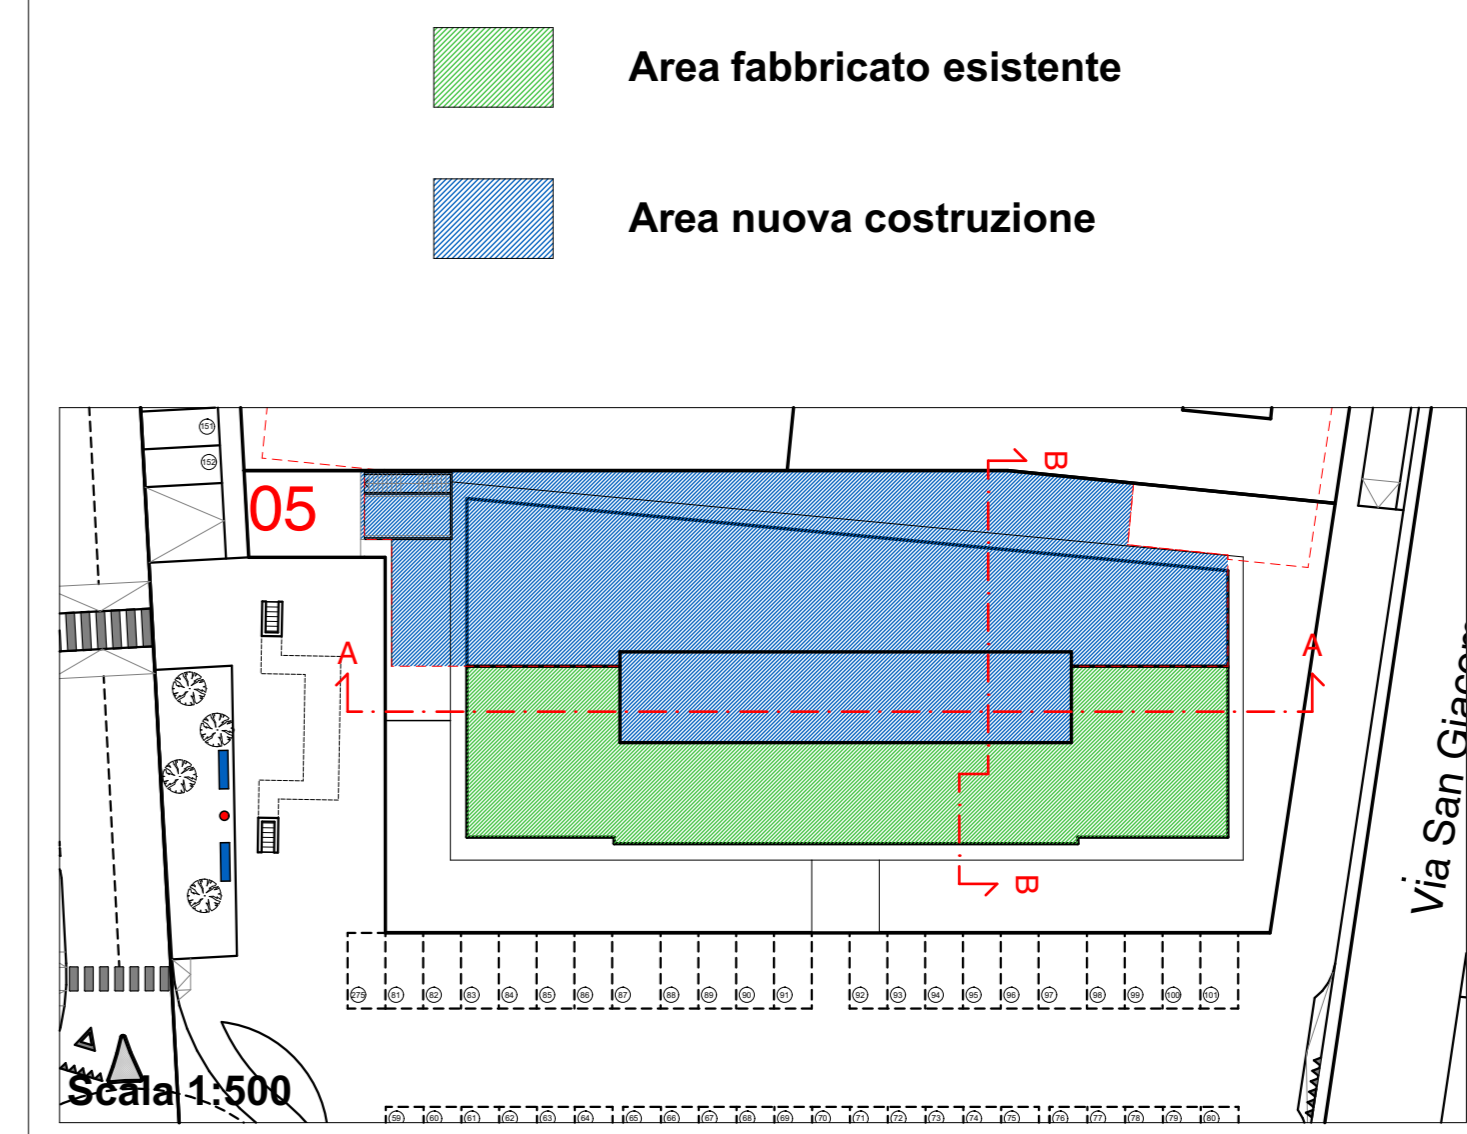 Area fabbricato esistente
Area nuova costruzione
151
152
05
B
A
A
B
275 81 82 83 84 85 86 87 88 89 90 91 92 93 94 95 96 97 98 99 100 101
Scala 1:500
59 60 61 62 63 64 65 66 67 68 69 70 71 72 73 74 75 76 77 78 79 80
Via San Giacom